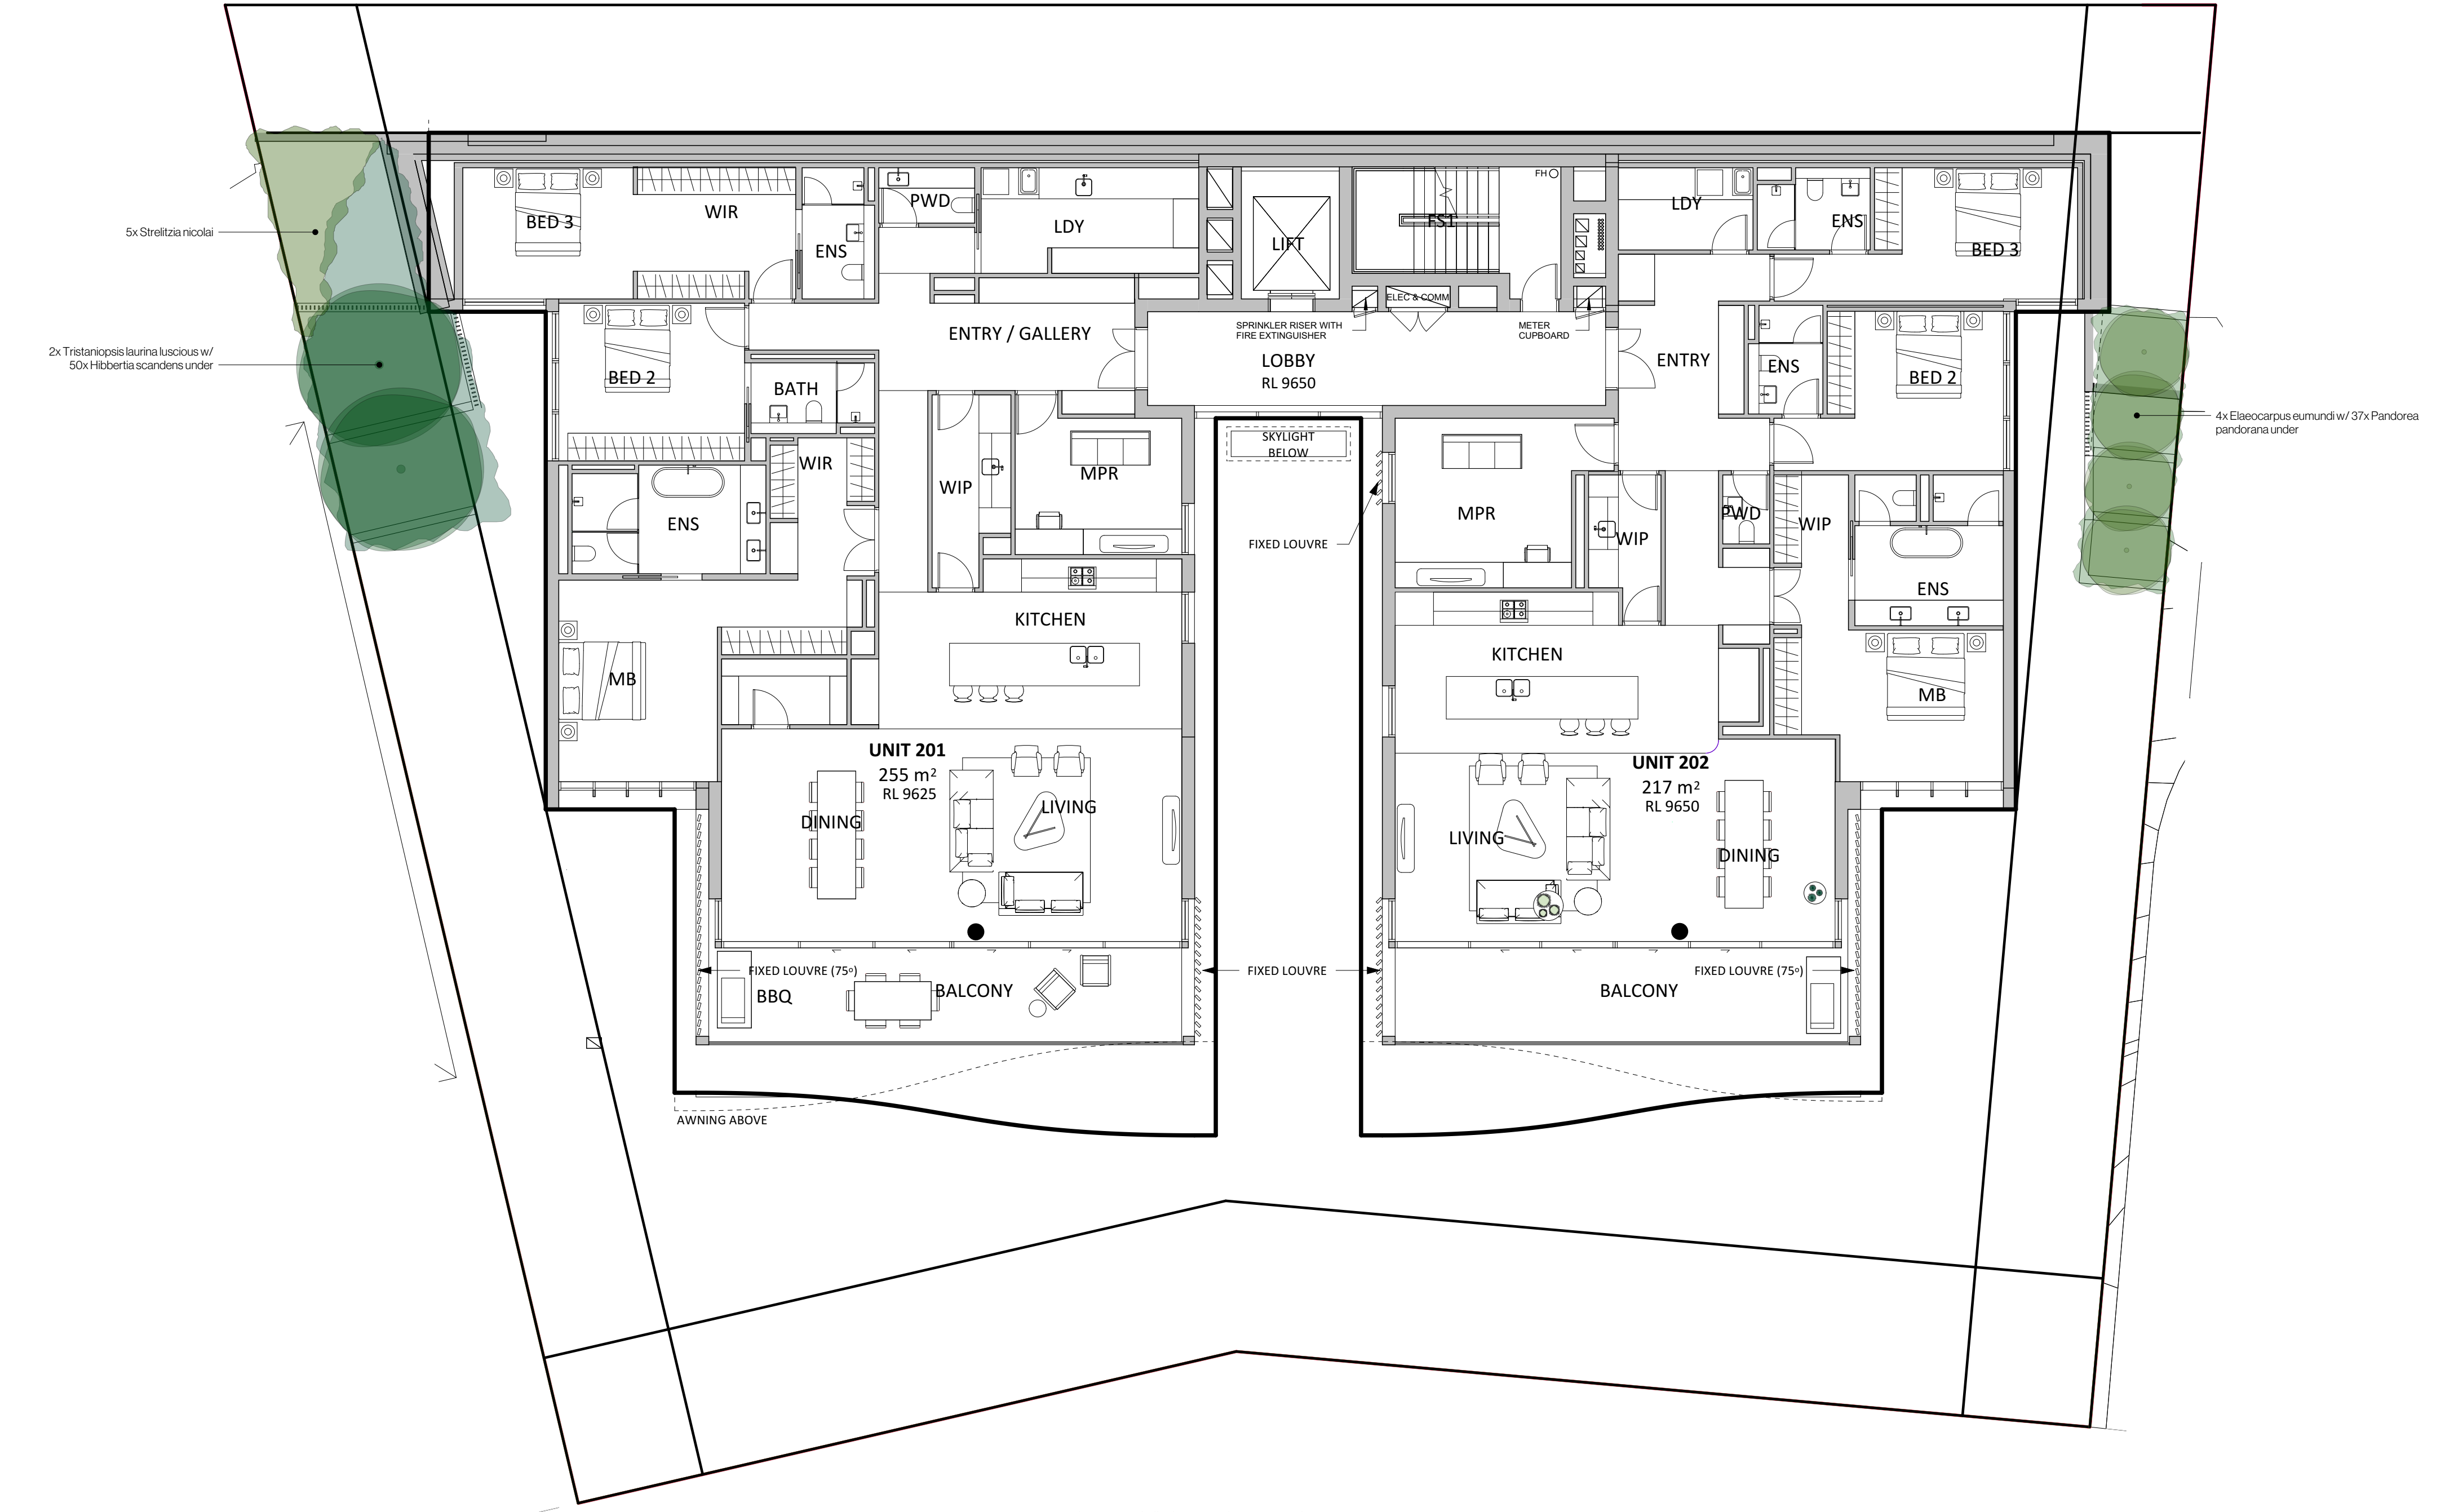 5x Strelitzia nicolai
2x Tristaniopsis laurina luscious w/
50x Hibbertia scandens under
4x Elaeocarpus eumundi w/ 37x Pandorea
pandorana under
BED 3
WIR
ENS
PWD
LDY
LIFT
FS1
FH
LDY
ENS
BED 3
ELEC & COMM
SPRINKLER RISER WITH
FIRE EXTINGUISHER
METER
CUPBOARD
ENTRY / GALLERY
LOBBY
RL 9650
ENTRY
BED 2
BATH
ENS
BED 2
SKYLIGHT
BELOW
WIR
WIP
MPR
ENS
FIXED LOUVRE
MPR
WIP
PWD
WIP
ENS
KITCHEN
KITCHEN
MB
MB
UNIT 201
255 m²
RL 9625
UNIT 202
217 m²
RL 9650
DINING
LIVING
LIVING
DINING
FIXED LOUVRE (75º)
FIXED LOUVRE
FIXED LOUVRE (75º)
BBQ
BALCONY
BALCONY
AWNING ABOVE